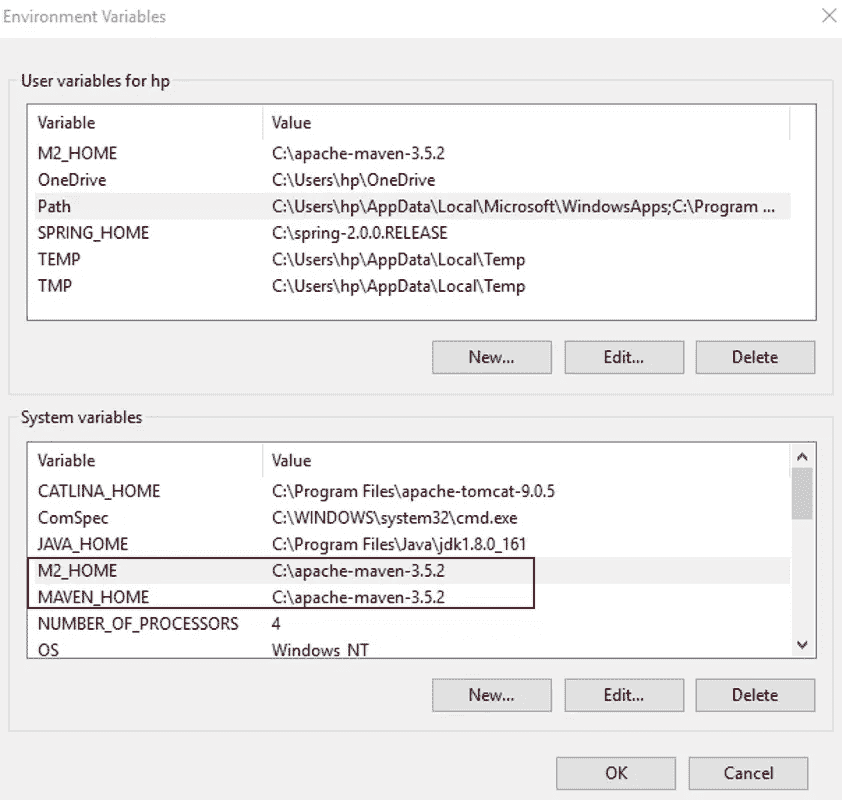 Environment Variables
User variables for hp
Variable Value
M2_HOME C:\apache-maven-3.5.2
OneDrive C:\Users\hp\OneDrive
Path C:\Users\hp\AppData\Local\Microsoft\WindowsApps;C:\Program ...
SPRING_HOME C:\spring-2.0.0.RELEASE
TEMP C:\Users\hp\AppData\Local\Temp
TMP C:\Users\hp\AppData\Local\Temp
New... Edit... Delete
System variables
Variable Value
CATLINA_HOME C:\Program Files\apache-tomcat-9.0.5
ComSpec C:\WINDOWS\system32\cmd.exe
JAVA_HOME C:\Program Files\Java\jdk1.8.0_161
M2_HOME C:\apache-maven-3.5.2
MAVEN_HOME C:\apache-maven-3.5.2
NUMBER_OF_PROCESSORS 4
OS Windows_NT
New... Edit... Delete
OK Cancel